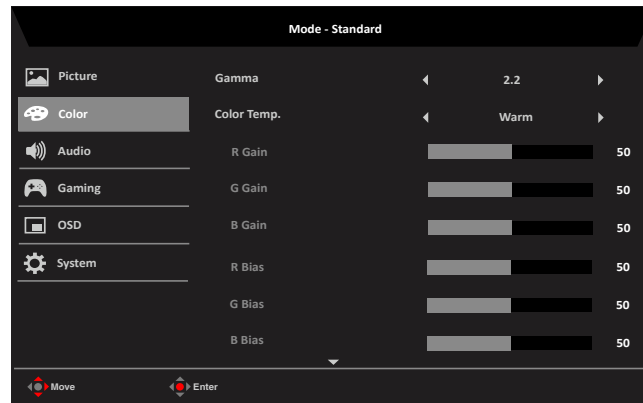 Mode - Standard
Picture
Gamma 2.2
Color
Color Temp. Warm
Audio
R Gain 50
Gaming
G Gain 50
OSD
B Gain 50
System
R Bias 50
G Bias 50
B Bias 50
Move Enter